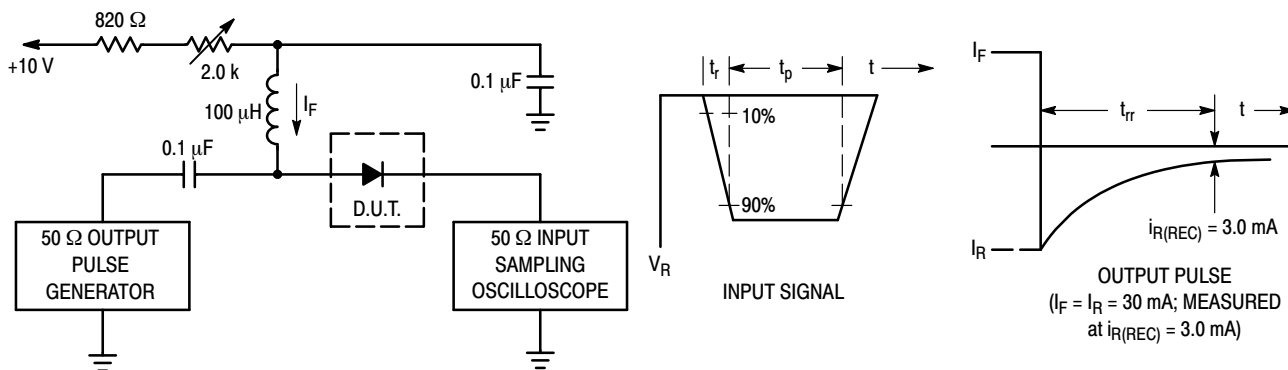 820 Ω
+10 V
2.0 k
100 μH
I_F
0.1 μF
0.1 μF
D.U.T.
50 Ω OUTPUT
PULSE
GENERATOR
50 Ω INPUT
SAMPLING
OSCILLOSCOPE
t_r
t_p
t
10%
90%
V_R
INPUT SIGNAL
I_F
t_rr
t
I_R
i_R(REC) = 3.0 mA
OUTPUT PULSE
(I_F = I_R = 30 mA; MEASURED
at i_R(REC) = 3.0 mA)